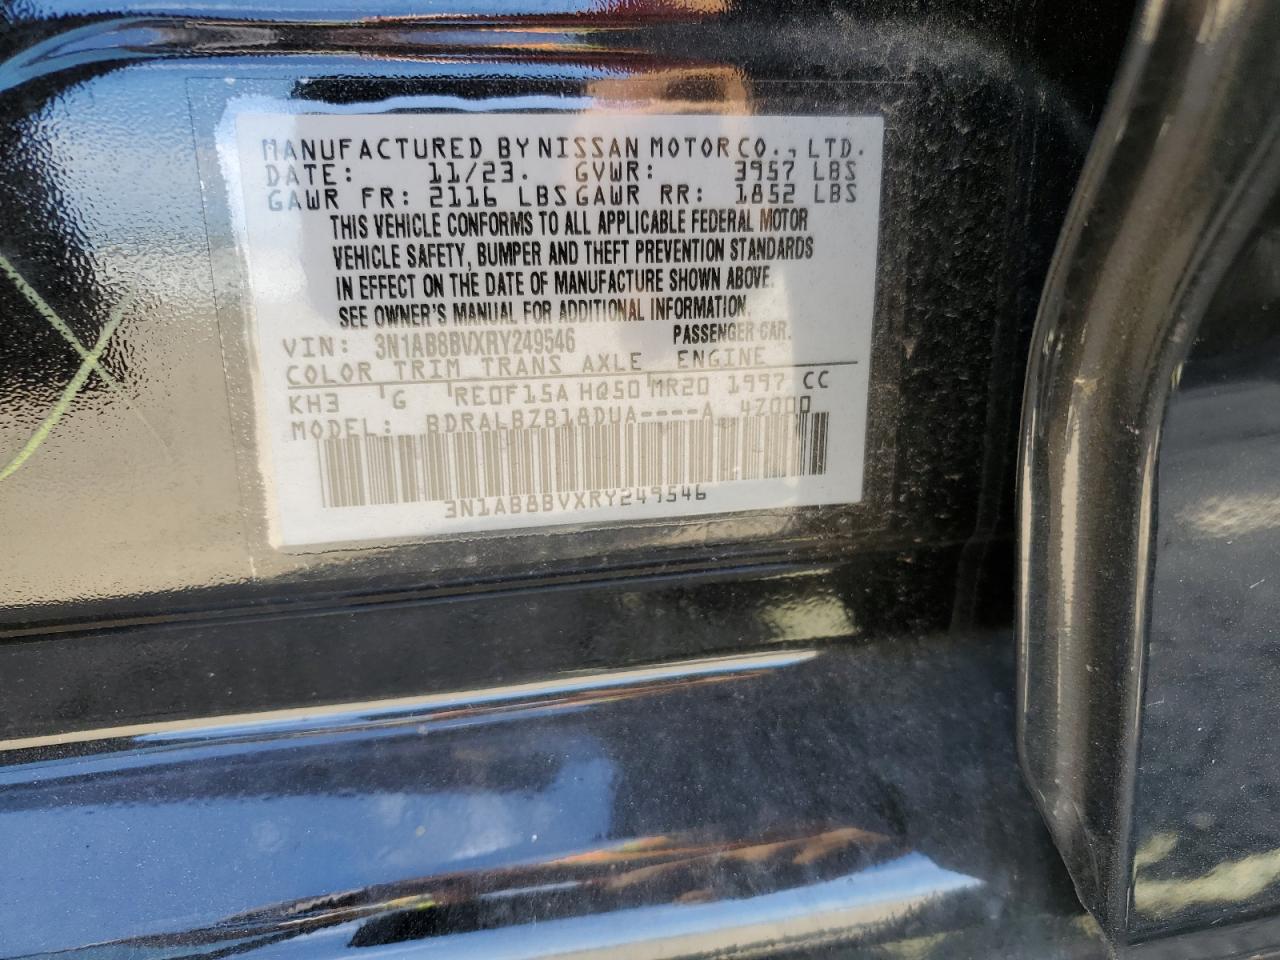 MANUFACTURED BY NISSAN MOTOR CO., LTD.
DATE: 11/23. GVWR: 3957 LBS
GAWR FR: 2116 LBS GAWR RR: 1852 LBS
THIS VEHICLE CONFORMS TO ALL APPLICABLE FEDERAL MOTOR
VEHICLE SAFETY, BUMPER AND THEFT PREVENTION STANDARDS
IN EFFECT ON THE DATE OF MANUFACTURE SHOWN ABOVE.
SEE OWNER'S MANUAL FOR ADDITIONAL INFORMATION.
VIN: 3N1AB8BVXRY249546 PASSENGER CAR.
COLOR TRIM TRANS AXLE ENGINE
KH3 G RE0F15A HQ50 MR20 1997 CC
MODEL: BDRALBZB18DUA----A 4Z000
3N1AB8BVXRY249546